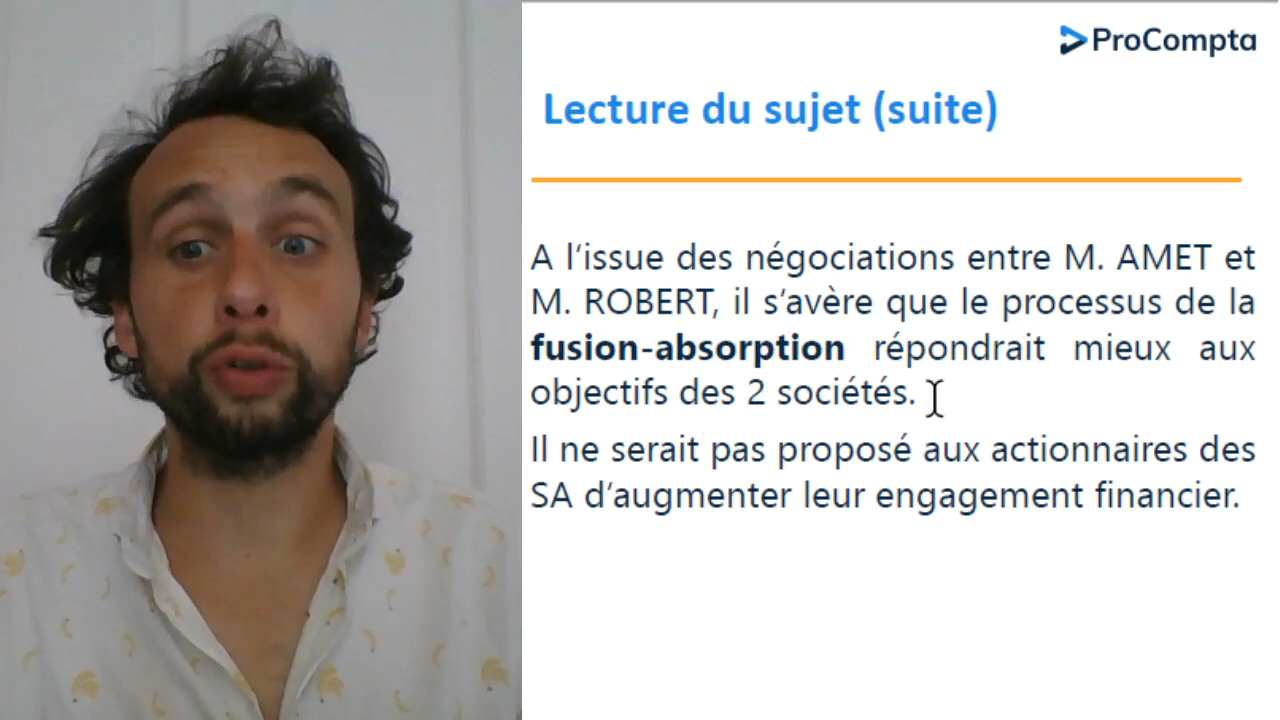 ProCompta
Lecture du sujet (suite)
A l’issue des négociations entre M. AMET et
M. ROBERT, il s’avère que le processus de la
fusion-absorption répondrait mieux aux
objectifs des 2 sociétés.
Il ne serait pas proposé aux actionnaires des
SA d’augmenter leur engagement financier.